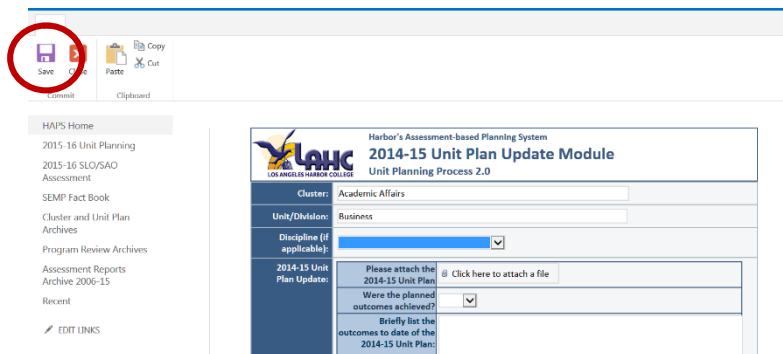 Copy
Cut
Save
Close
Paste
Commit
Clipboard
HAPS Home
2015-16 Unit Planning
2015-16 SLO/SAO
Assessment
SEMP Fact Book
Cluster and Unit Plan
Archives
Program Review Archives
Assessment Reports
Archive 2006-15
Recent
EDIT LINKS
LAHC
LOS ANGELES HARBOR COLLEGE
Harbor's Assessment-based Planning System
2014-15 Unit Plan Update Module
Unit Planning Process 2.0
Cluster: Academic Affairs
Unit/Division: Business
Discipline (if
applicable):
2014-15 Unit
Plan Update:
Please attach the
2014-15 Unit Plan
Click here to attach a file
Were the planned
outcomes achieved?
Briefly list the
outcomes to date of the
2014-15 Unit Plan: